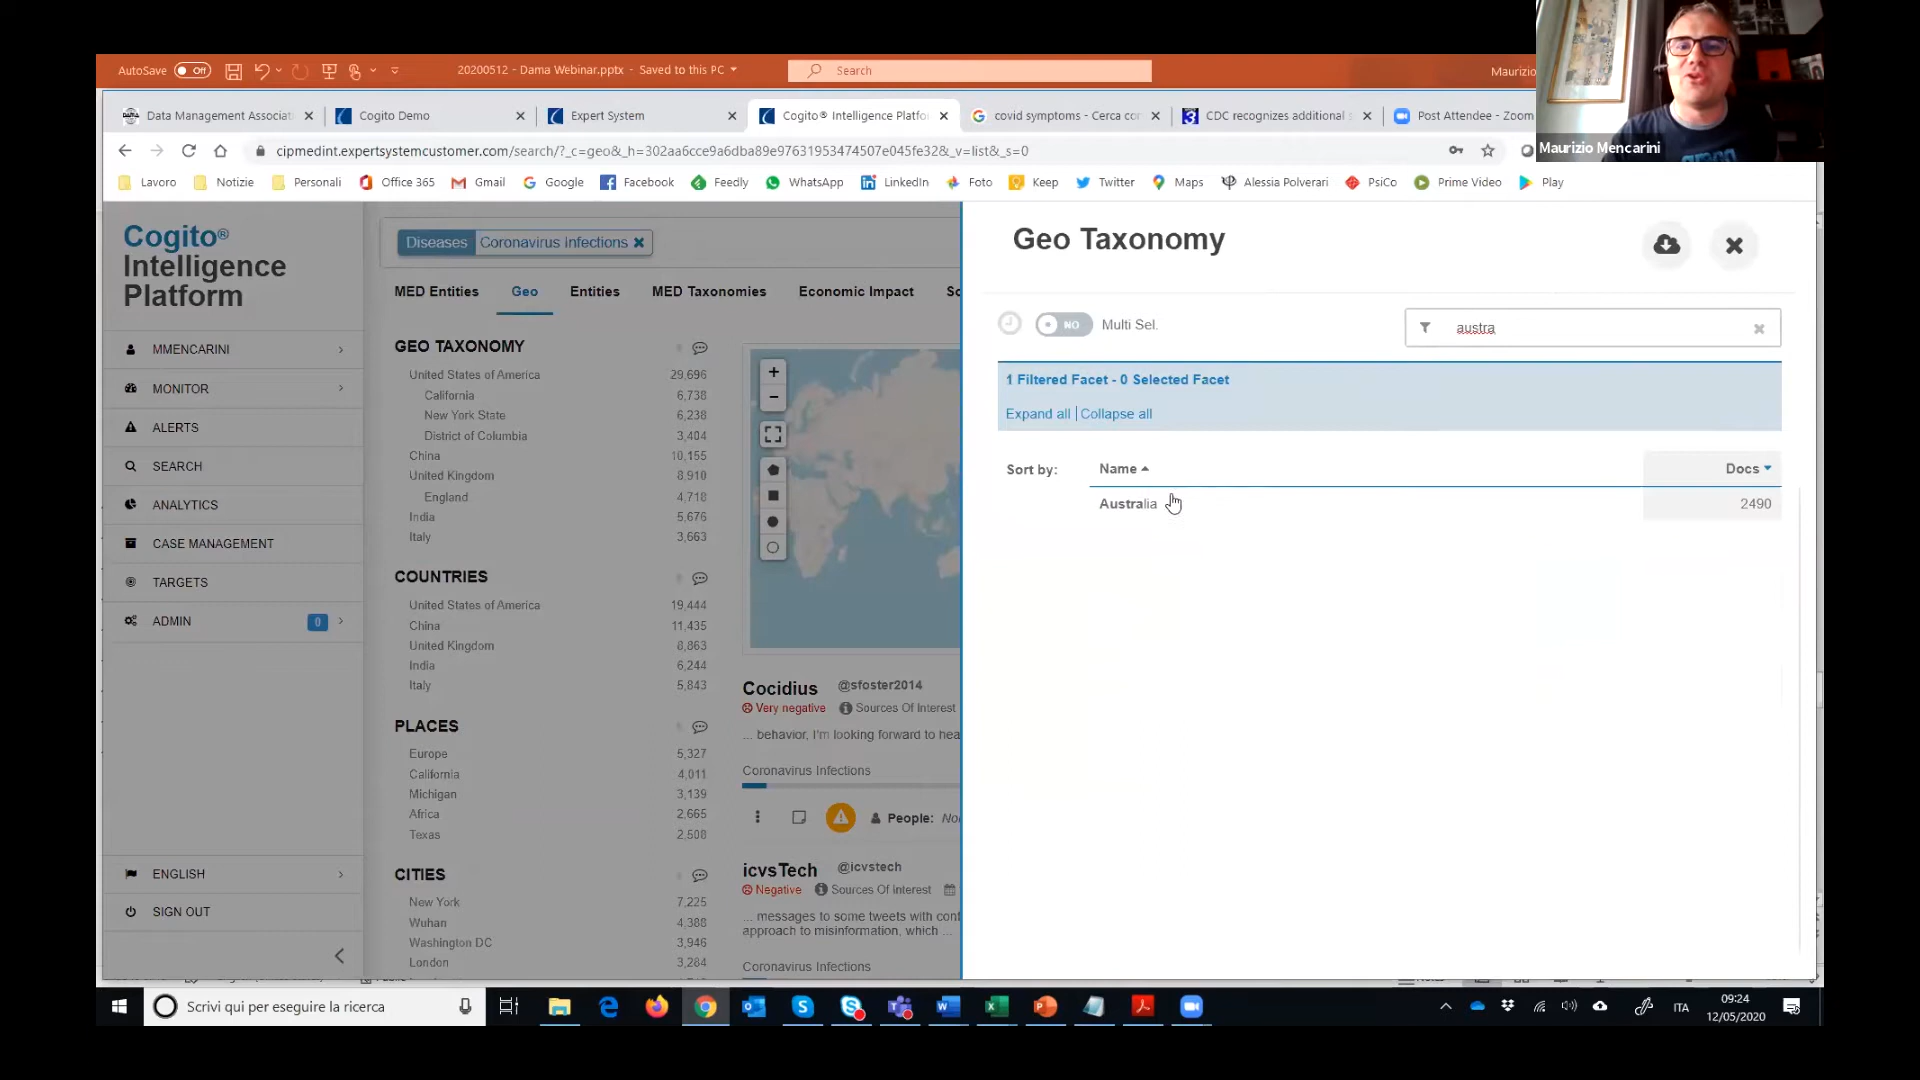 AutoSave Off
20200512 - Dama Webinar.pptx - Saved to this PC
Search
Maurizio
Maurizio Mencarini
Data Management Associat
Cogito Demo
Expert System
Cogito® Intelligence Platfo
covid symptoms - Cerca co
CDC recognizes additional s
Post Attendee - Zoom
cipmedint.expertsystemcustomer.com/search/?_c=geo&_h=302aa6cce9a6dba89e97631953474507e045fe32&_v=list&_s=0
Lavoro
Notizie
Personali
Office 365
Gmail
Google
Facebook
Feedly
WhatsApp
LinkedIn
Foto
Keep
Twitter
Maps
Alessia Polverari
PsiCo
Prime Video
Play
Cogito®
Intelligence
Platform
MMENCARINI
MONITOR
ALERTS
SEARCH
ANALYTICS
CASE MANAGEMENT
TARGETS
ADMIN 0
ENGLISH
SIGN OUT
Diseases Coronavirus Infections
MED Entities Geo Entities MED Taxonomies Economic Impact
GEO TAXONOMY
United States of America 29,696
California 6,738
New York State 6,238
District of Columbia 3,404
China 10,155
United Kingdom 8,910
England 4,718
India 5,676
Italy 3,663
COUNTRIES
United States of America 19,444
China 11,435
United Kingdom 8,863
India 6,244
Italy 5,843
PLACES
Europe 5,327
California 4,011
Michigan 3,139
Africa 2,665
Texas 2,508
CITIES
New York 7,225
Wuhan 4,388
Washington DC 3,946
London 3,284
Cocidius @sfoster2014
Very negative Sources Of Interest
... behavior, I'm looking forward to hea
Coronavirus Infections
People: No
icvsTech @icvstech
Negative Sources Of Interest
... messages to some tweets with cont
approach to misinformation, which ...
Coronavirus Infections
Geo Taxonomy
NO Multi Sel.
austra
1 Filtered Facet - 0 Selected Facet
Expand all | Collapse all
Sort by: Name Docs
Australia 2490
Scrivi qui per eseguire la ricerca
ITA
09:24
12/05/2020